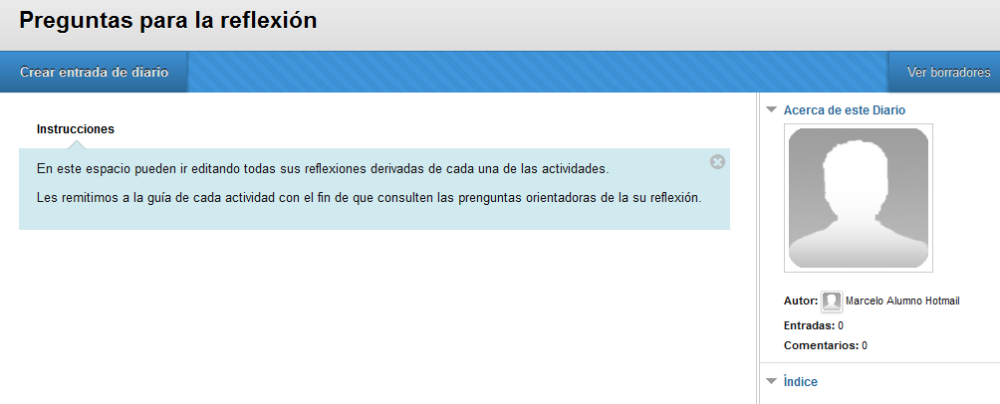 Preguntas para la reflexión
Crear entrada de diario
Ver borradores
Instrucciones
En este espacio pueden ir editando todas sus reflexiones derivadas de cada una de las actividades.
Les remitimos a la guía de cada actividad con el fin de que consulten las prenguntas orientadoras de la su reflexión.
Acerca de este Diario
Autor: Marcelo Alumno Hotmail
Entradas: 0
Comentarios: 0
Índice